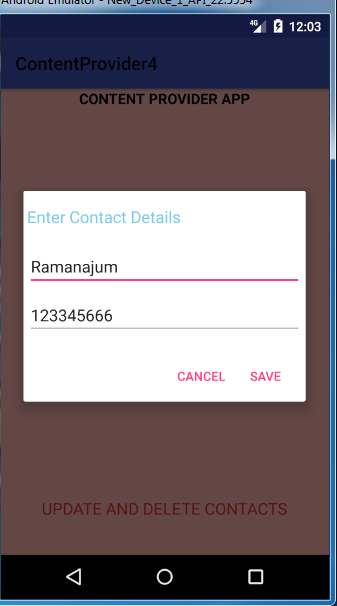 Android Emulator - New_Device_1_API_22:5554
4G 12:03
ContentProvider4
CONTENT PROVIDER APP
Enter Contact Details
Ramanajum
123345666
CANCEL SAVE
UPDATE AND DELETE CONTACTS